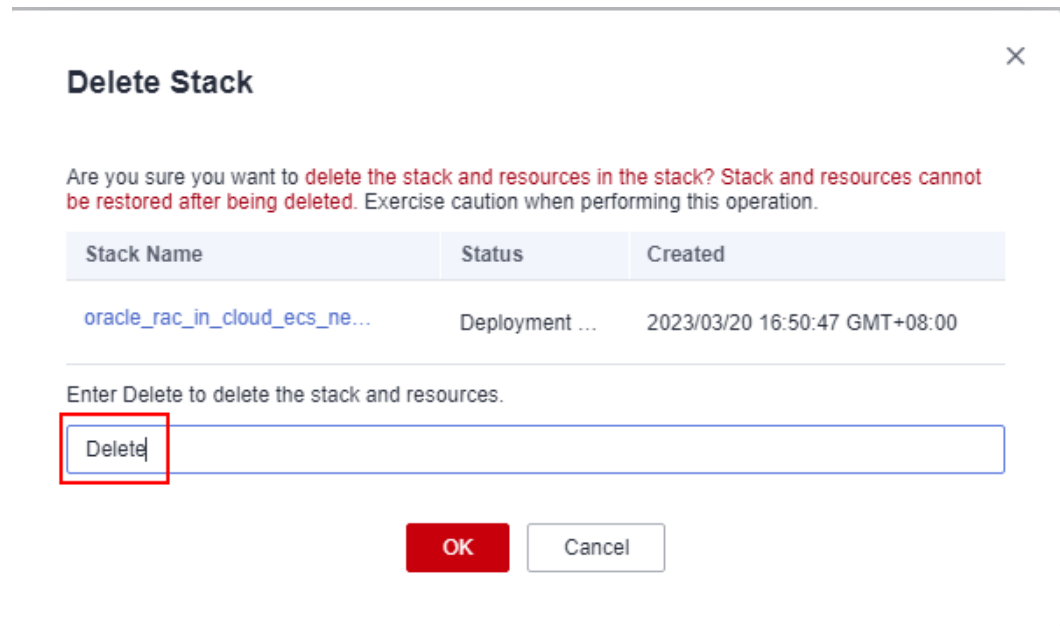 Delete Stack
Are you sure you want to delete the stack and resources in the stack? Stack and resources cannot
be restored after being deleted. Exercise caution when performing this operation.
Stack Name Status Created
oracle_rac_in_cloud_ecs_ne... Deployment ... 2023/03/20 16:50:47 GMT+08:00
Enter Delete to delete the stack and resources.
Delete
OK Cancel